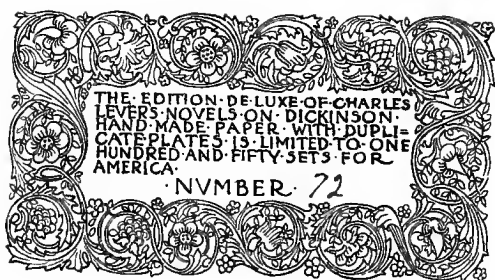 THE·EDITION·DE·LUXE·OF·CHARLES
LEVERS·NOVELS·ON·DICKINSON·
HAND·MADE·PAPER·WITH·DUPLI=
CATE·PLATES·IS·LIMITED·TO·ONE
HUNDRED·AND·FIFTY·SETS·FOR
AMERICA·
·NVMBER· 72